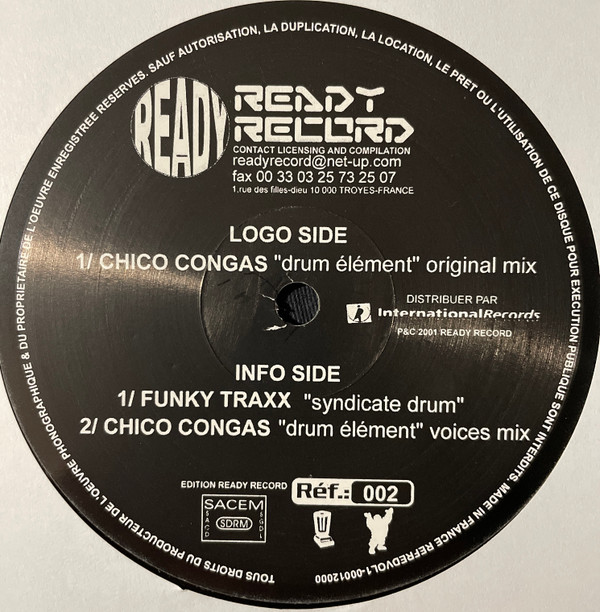 READY
READY
RECORD
CONTACT LICENSING AND COMPILATION
readyrecord@net-up.com
fax 00 33 03 25 73 25 07
1,rue des filles-dieu 10 000 TROYES-FRANCE
LOGO SIDE
1/ CHICO CONGAS "drum élément" original mix
DISTRIBUER PAR
InternationalRecords
P&C 2001 READY RECORD
INFO SIDE
1/ FUNKY TRAXX "syndicate drum"
2/ CHICO CONGAS "drum élément" voices mix
EDITION READY RECORD
Réf.: 002
SACEM
SACD
SDRM
SGDL
TOUS DROITS DU PRODUCTEUR DE L'OEUVRE PHONOGRAPHIQUE & DU PROPRIETAIRE DE L'OEUVRE ENREGISTREE RESERVES. SAUF AUTORISATION, LA DUPLICATION, LA LOCATION, LE PRET OU L'UTILISATION DE CE DISQUE POUR EXECUTION PUBLIQUE SONT INTERDITS. MADE IN FRANCE REFREDVOL1-00012000